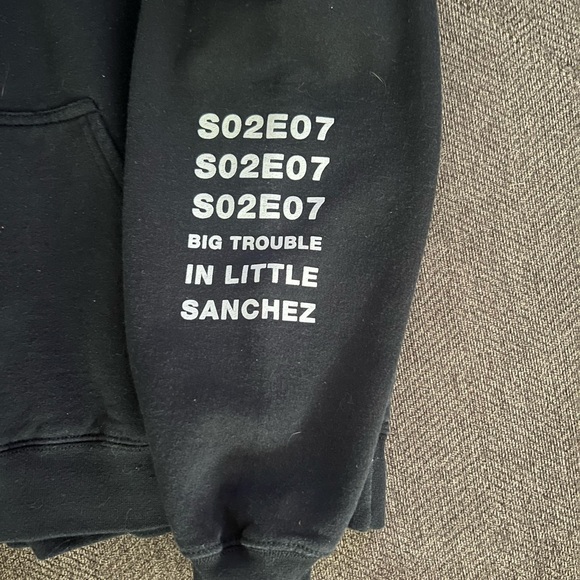 S02E07
S02E07
S02E07
BIG TROUBLE
IN LITTLE
SANCHEZ